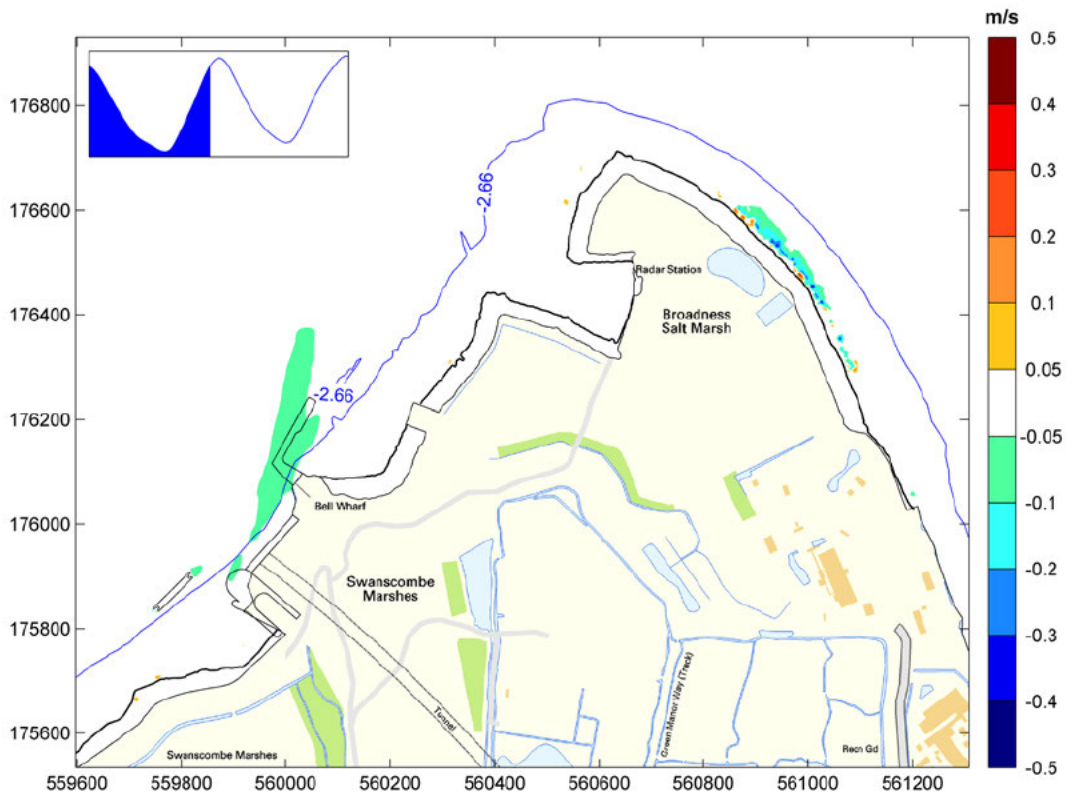 m/s
0.5
0.4
0.3
0.2
0.1
0.05
-0.05
-0.1
-0.2
-0.3
-0.4
-0.5
176800
176600
176400
176200
176000
175800
175600
-2.66
Radar Station
Broadness
Salt Marsh
-2.66
Bell Wharf
Swanscombe
Marshes
Tunnel
Green Manor Way (Track)
Swanscombe Marshes
Recn Gd
559600
559800
560000
560200
560400
560600
560800
561000
561200